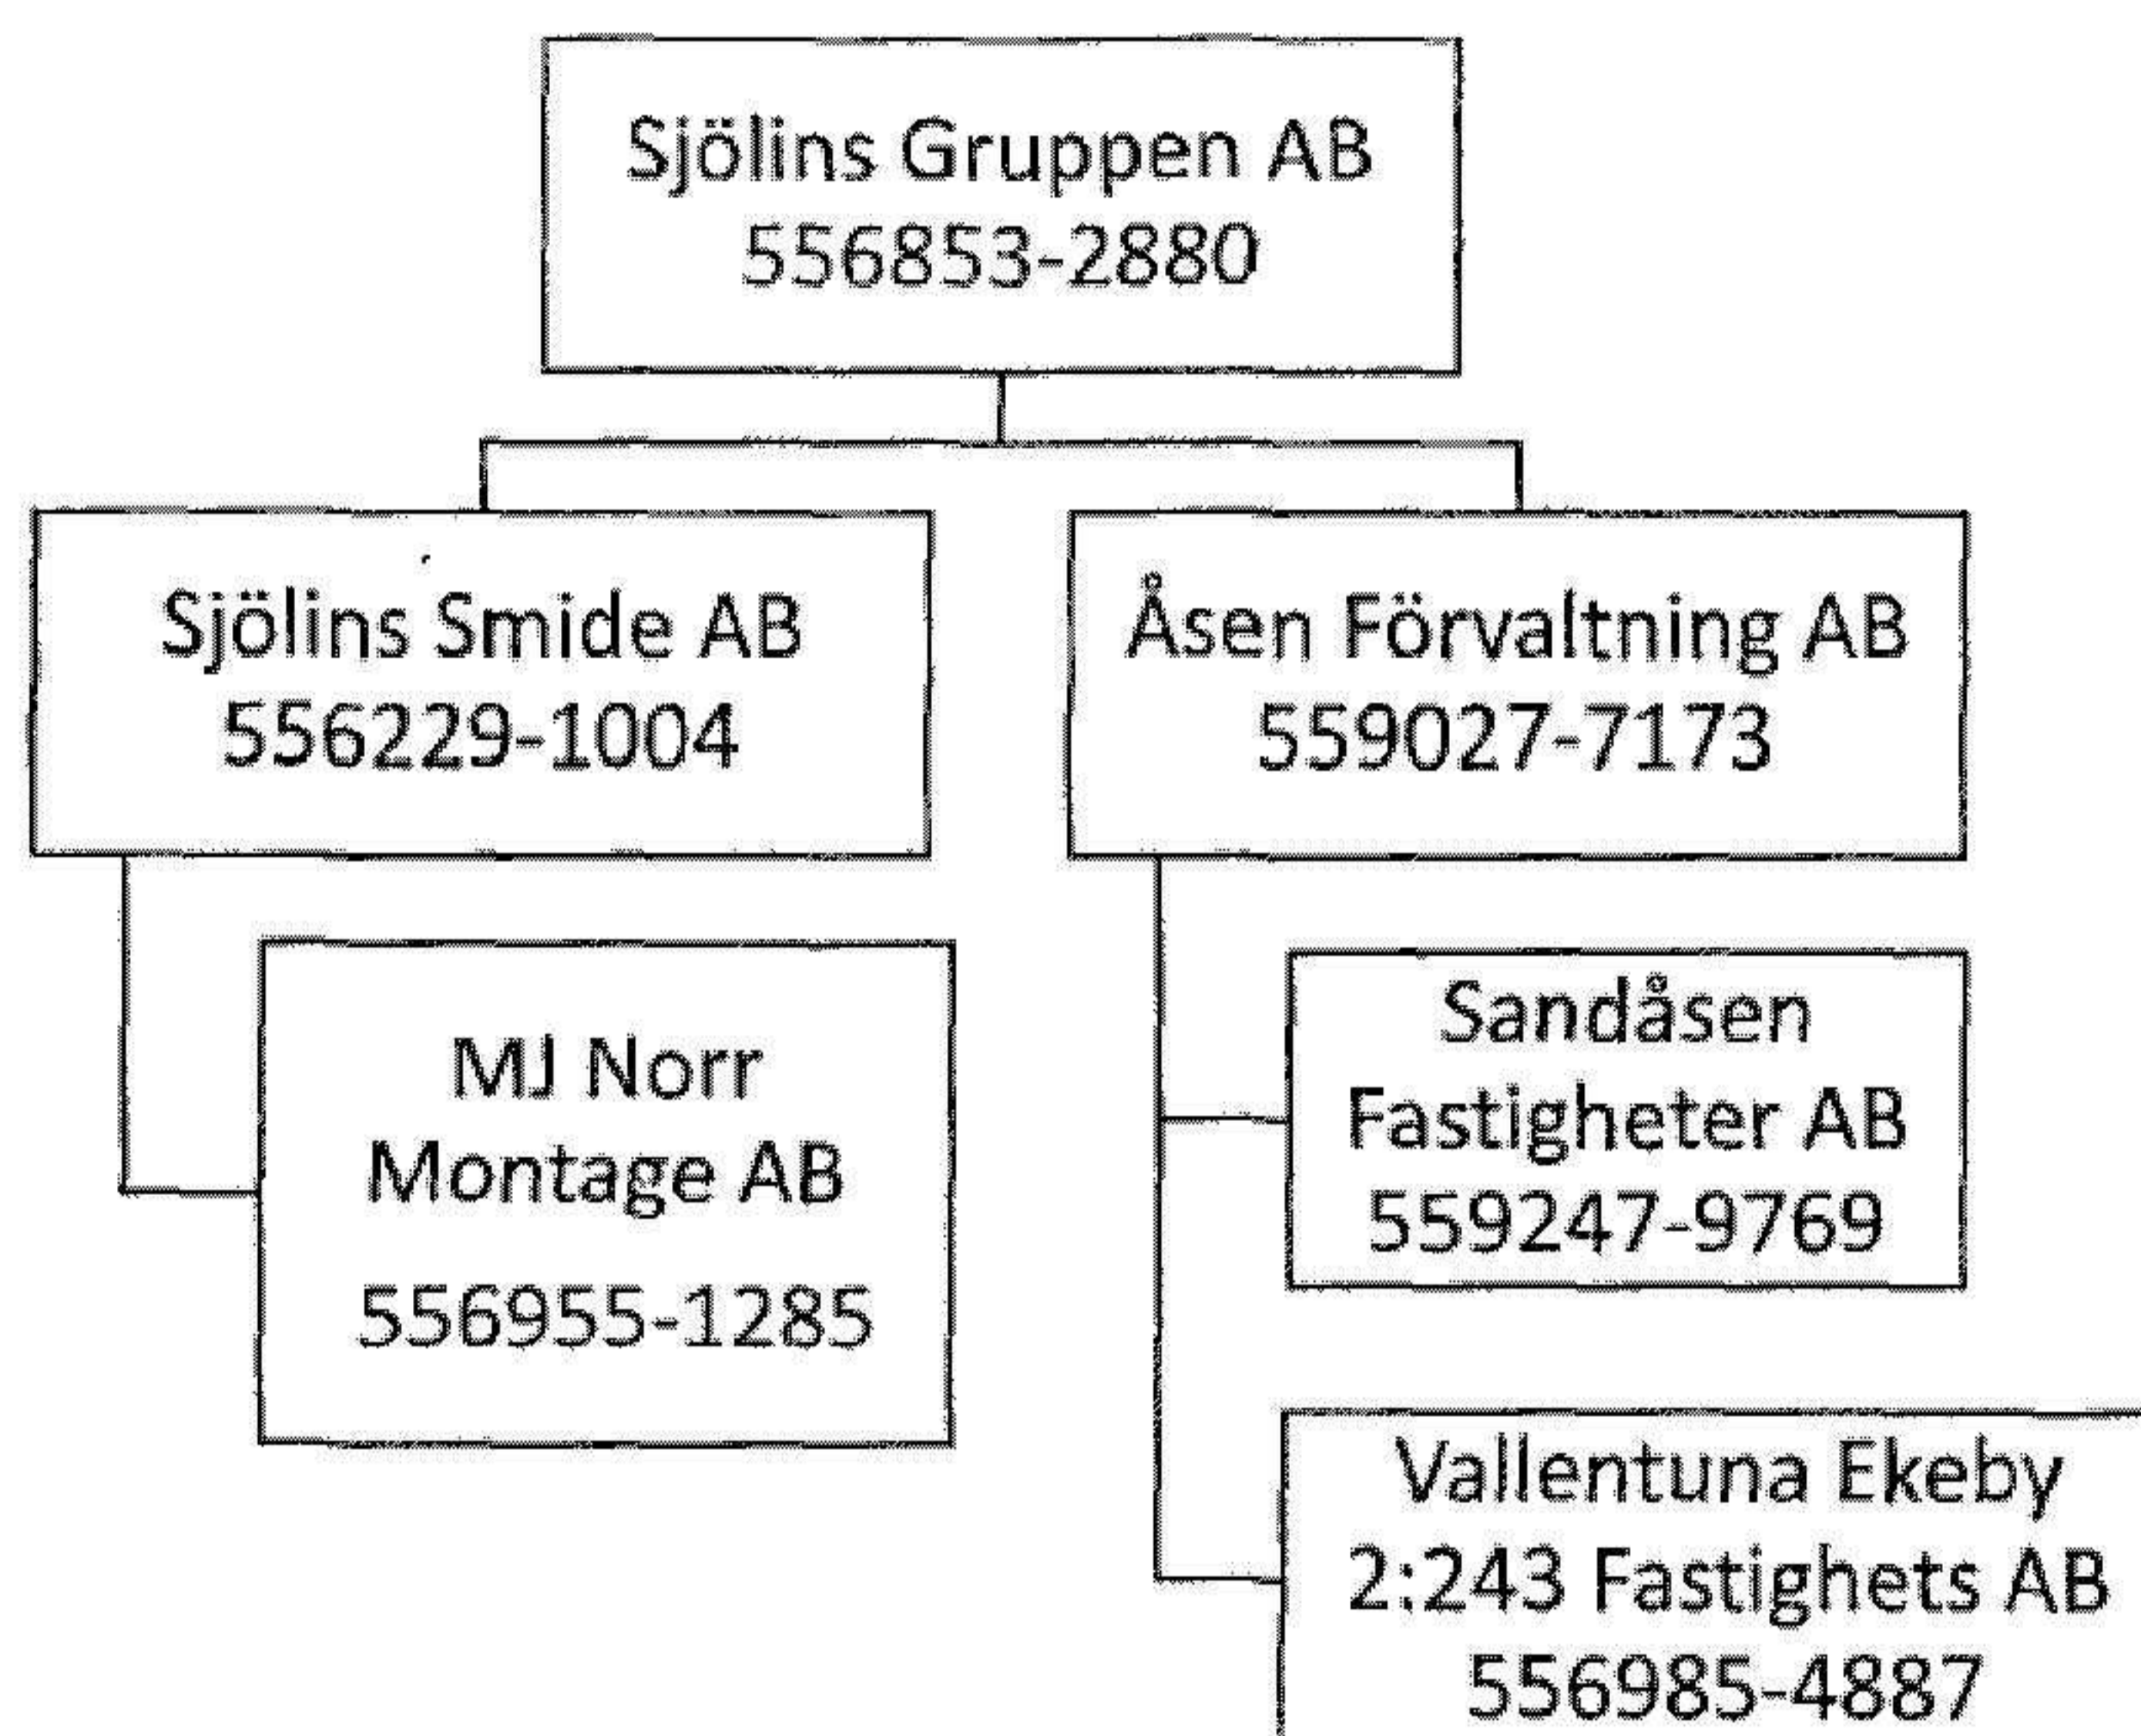 Sjölins Gruppen AB
556853-2880
Sjölins Smide AB
556229-1004
Åsen Förvaltning AB
559027-7173
MJ Norr
Montage AB
556955-1285
Sandåsen
Fastigheter AB
559247-9769
Vallentuna Ekeby
2:243 Fastighets AB
556985-4887